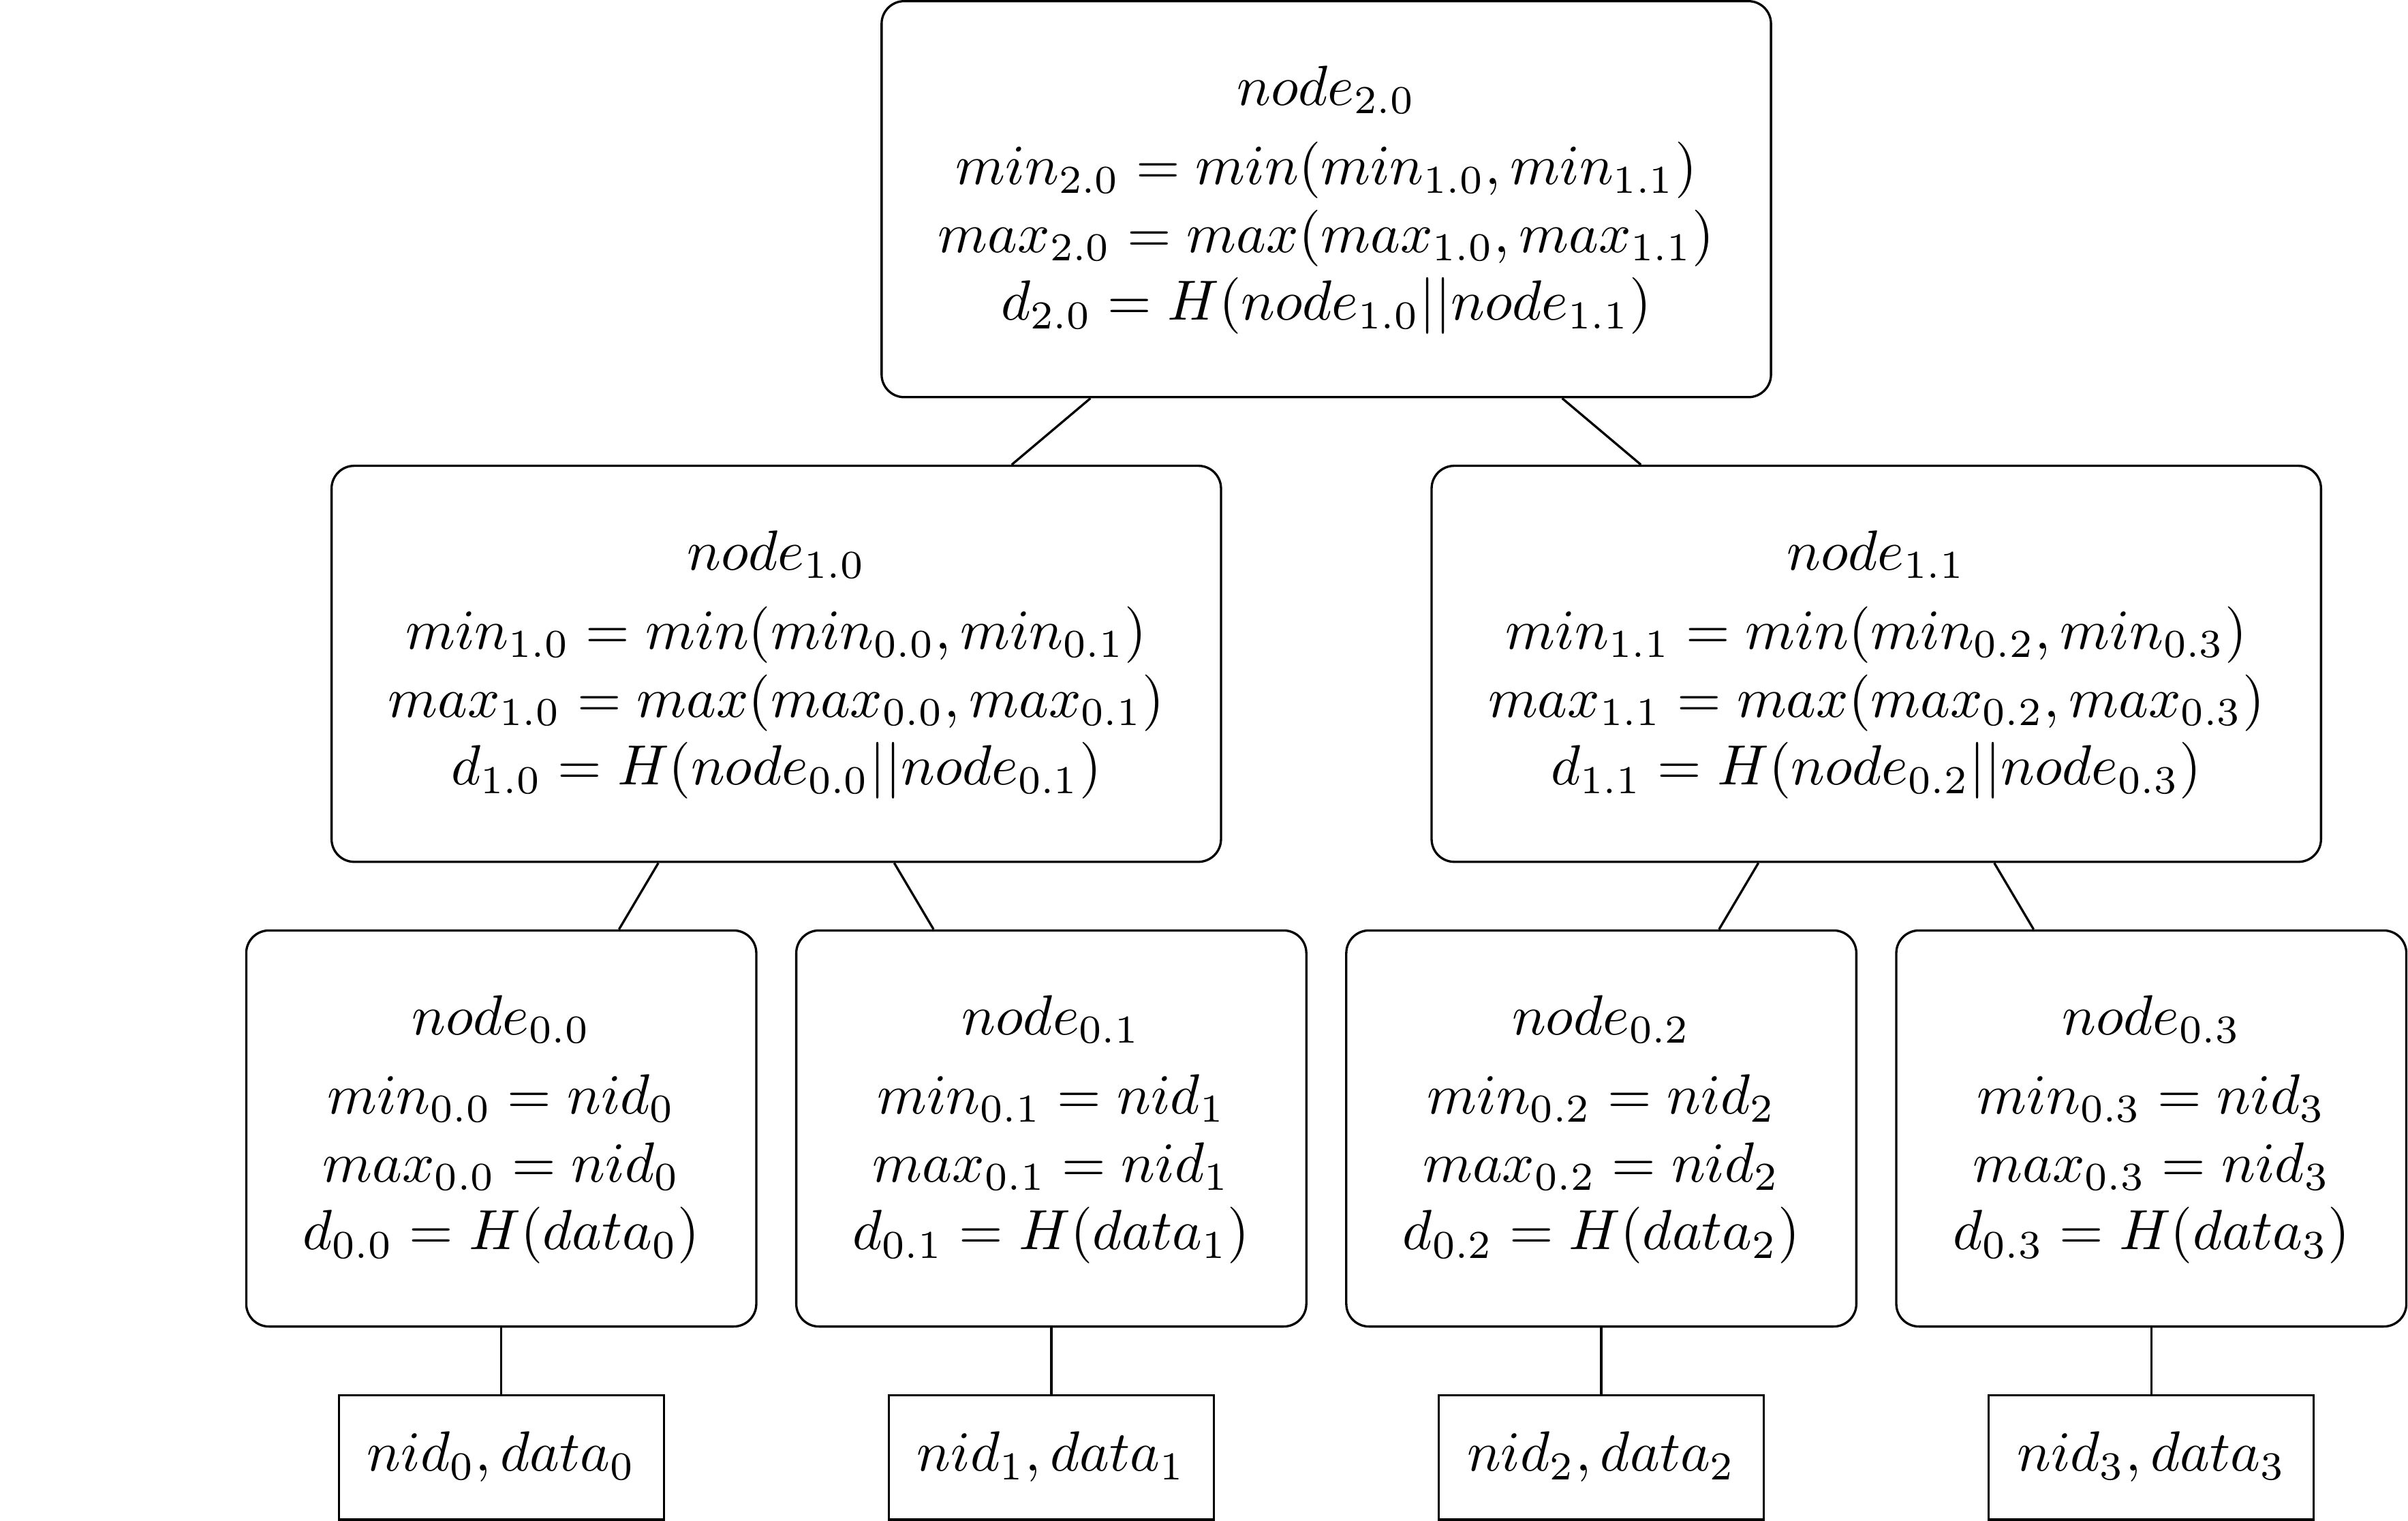 node_{2.0}
min_{2.0} = min(min_{1.0}, min_{1.1})
max_{2.0} = max(max_{1.0}, max_{1.1})
d_{2.0} = H(node_{1.0}||node_{1.1})
node_{1.0}
min_{1.0} = min(min_{0.0}, min_{0.1})
max_{1.0} = max(max_{0.0}, max_{0.1})
d_{1.0} = H(node_{0.0}||node_{0.1})
node_{1.1}
min_{1.1} = min(min_{0.2}, min_{0.3})
max_{1.1} = max(max_{0.2}, max_{0.3})
d_{1.1} = H(node_{0.2}||node_{0.3})
node_{0.0}
min_{0.0} = nid_0
max_{0.0} = nid_0
d_{0.0} = H(data_0)
node_{0.1}
min_{0.1} = nid_1
max_{0.1} = nid_1
d_{0.1} = H(data_1)
node_{0.2}
min_{0.2} = nid_2
max_{0.2} = nid_2
d_{0.2} = H(data_2)
node_{0.3}
min_{0.3} = nid_3
max_{0.3} = nid_3
d_{0.3} = H(data_3)
nid_0, data_0
nid_1, data_1
nid_2, data_2
nid_3, data_3